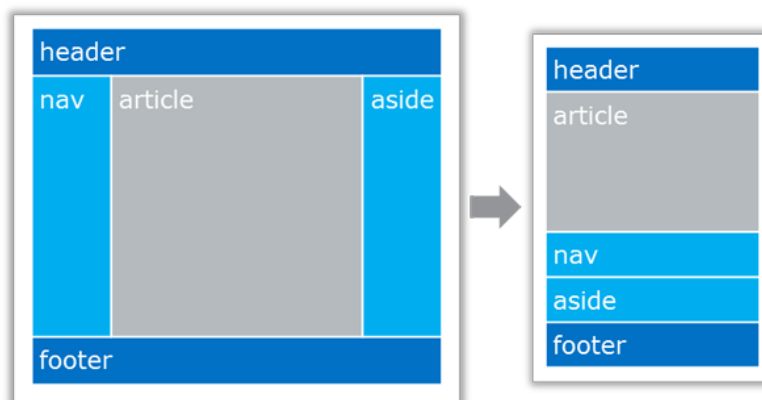 header
nav
article
aside
footer
header
article
nav
aside
footer